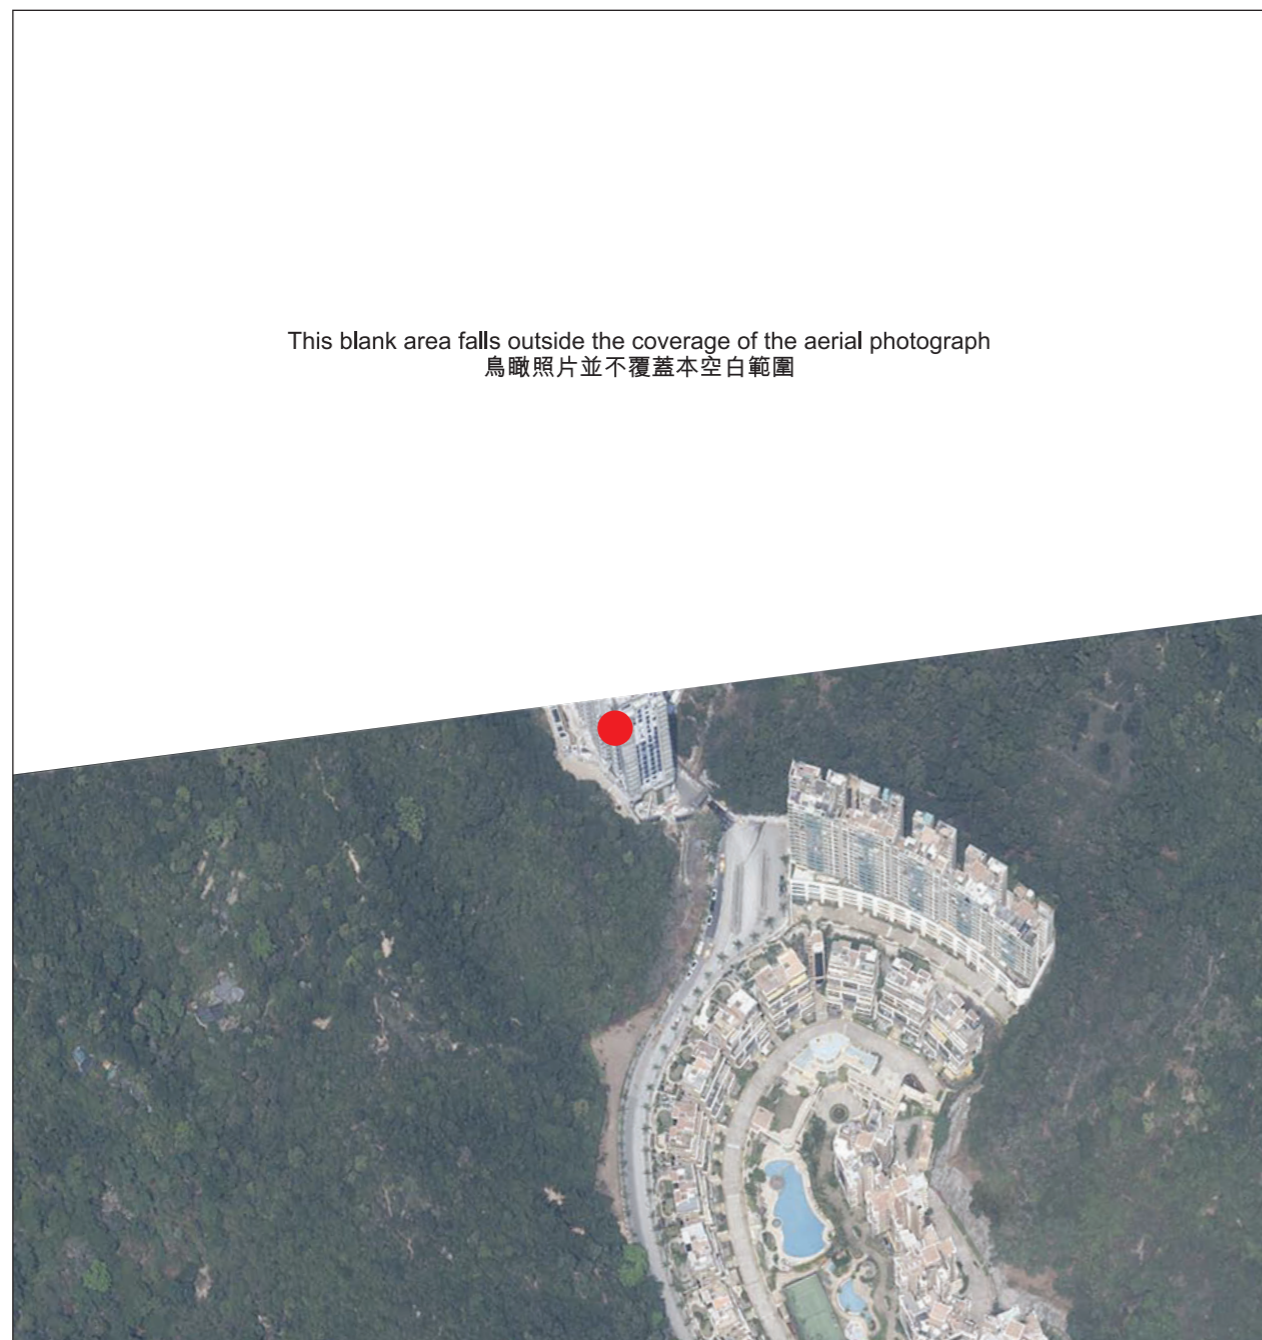 This blank area falls outside the coverage of the aerial photograph
鳥瞰照片並不覆蓋本空白範圍